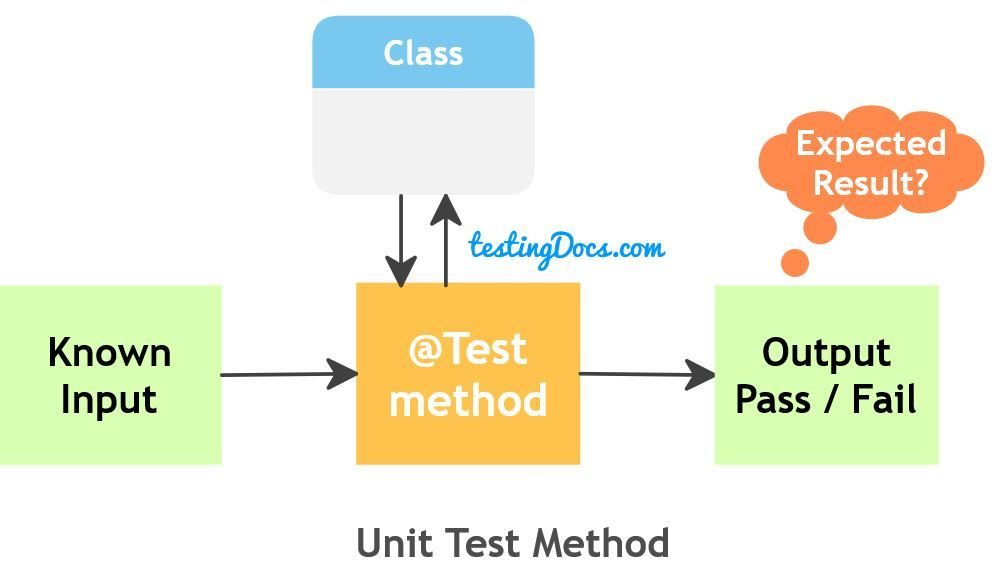 Class
Expected
Result?
testingDocs.com
Known
Input
@Test
method
Output
Pass / Fail
Unit Test Method